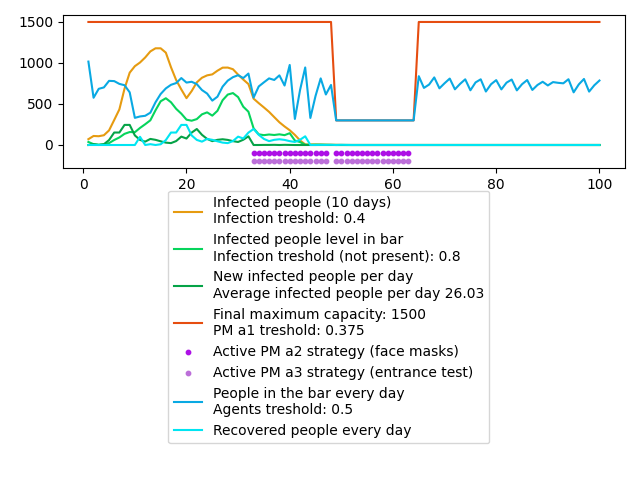 1500
1000
500
0
0
20
40
60
80
100
Infected people (10 days)
Infection treshold: 0.4
Infected people level in bar
Infection treshold (not present): 0.8
New infected people per day
Average infected people per day 26.03
Final maximum capacity: 1500
PM a1 treshold: 0.375
Active PM a2 strategy (face masks)
Active PM a3 strategy (entrance test)
People in the bar every day
Agents treshold: 0.5
Recovered people every day